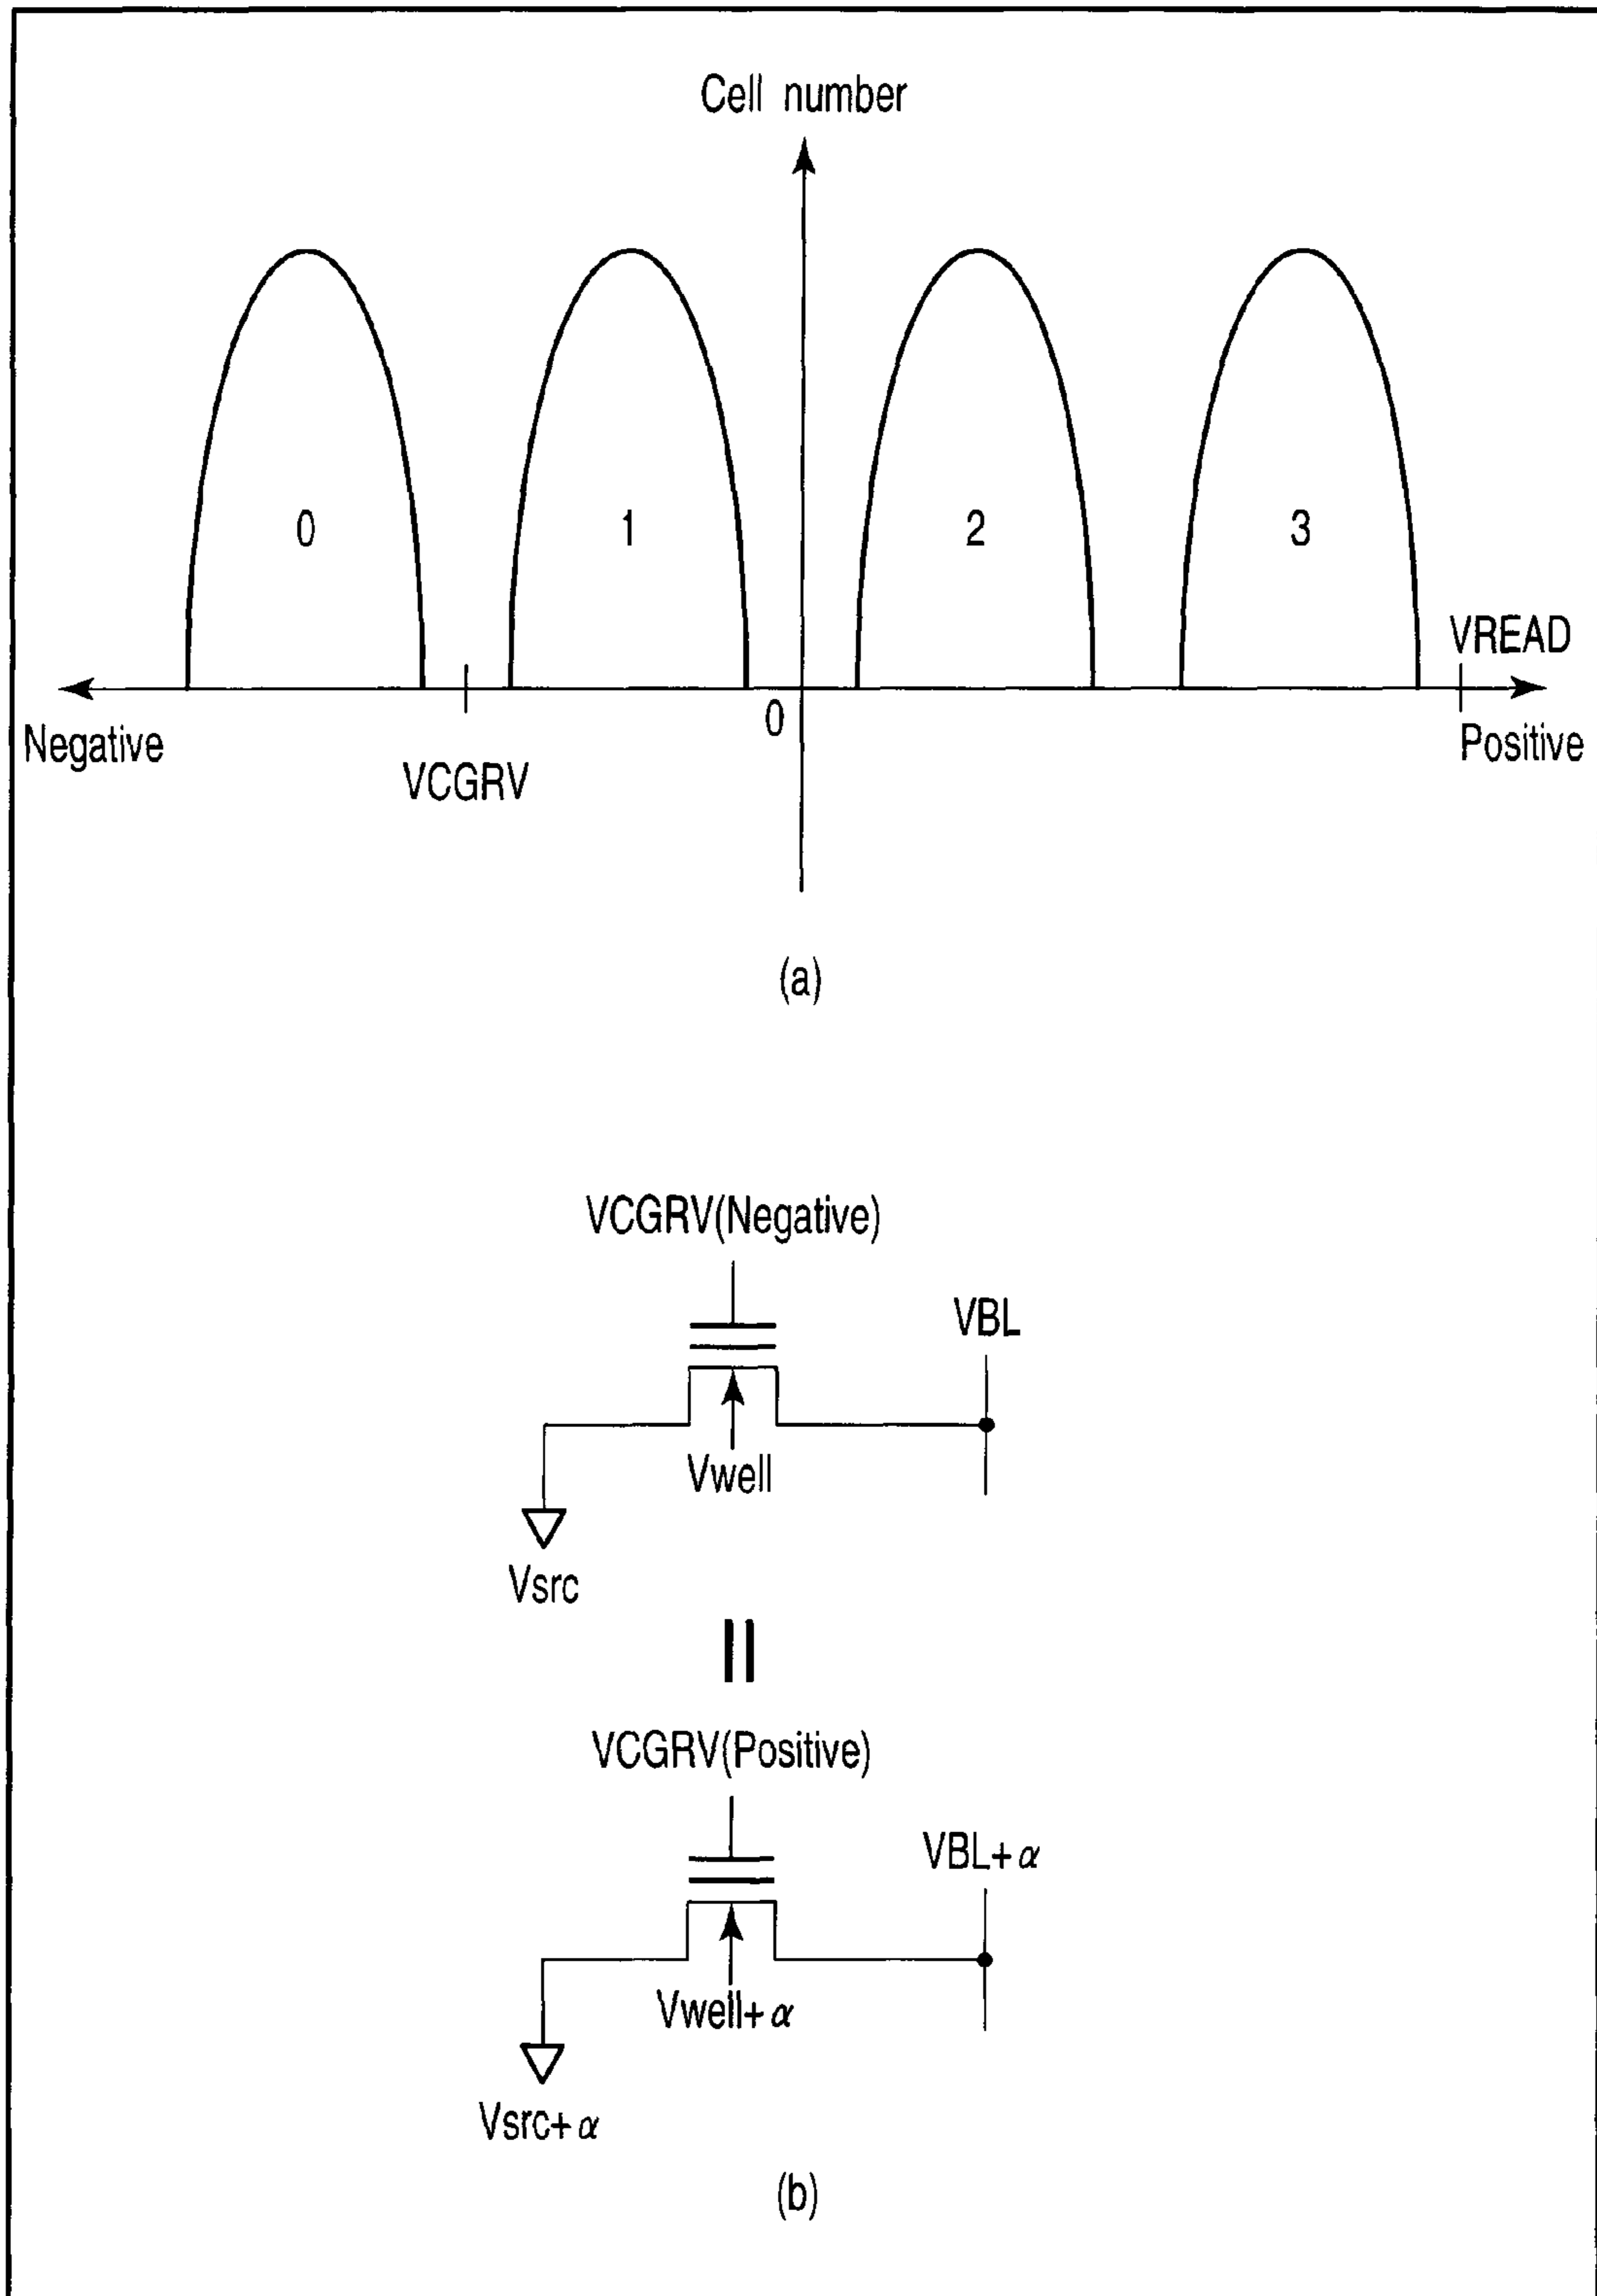 Cell number
0
1
2
3
VREAD
0
Negative
Positive
VCGRV
(a)
VCGRV(Negative)
VBL
Vwell
Vsrc
VCGRV(Positive)
VBL+α
Vwell+α
Vsrc+α
(b)